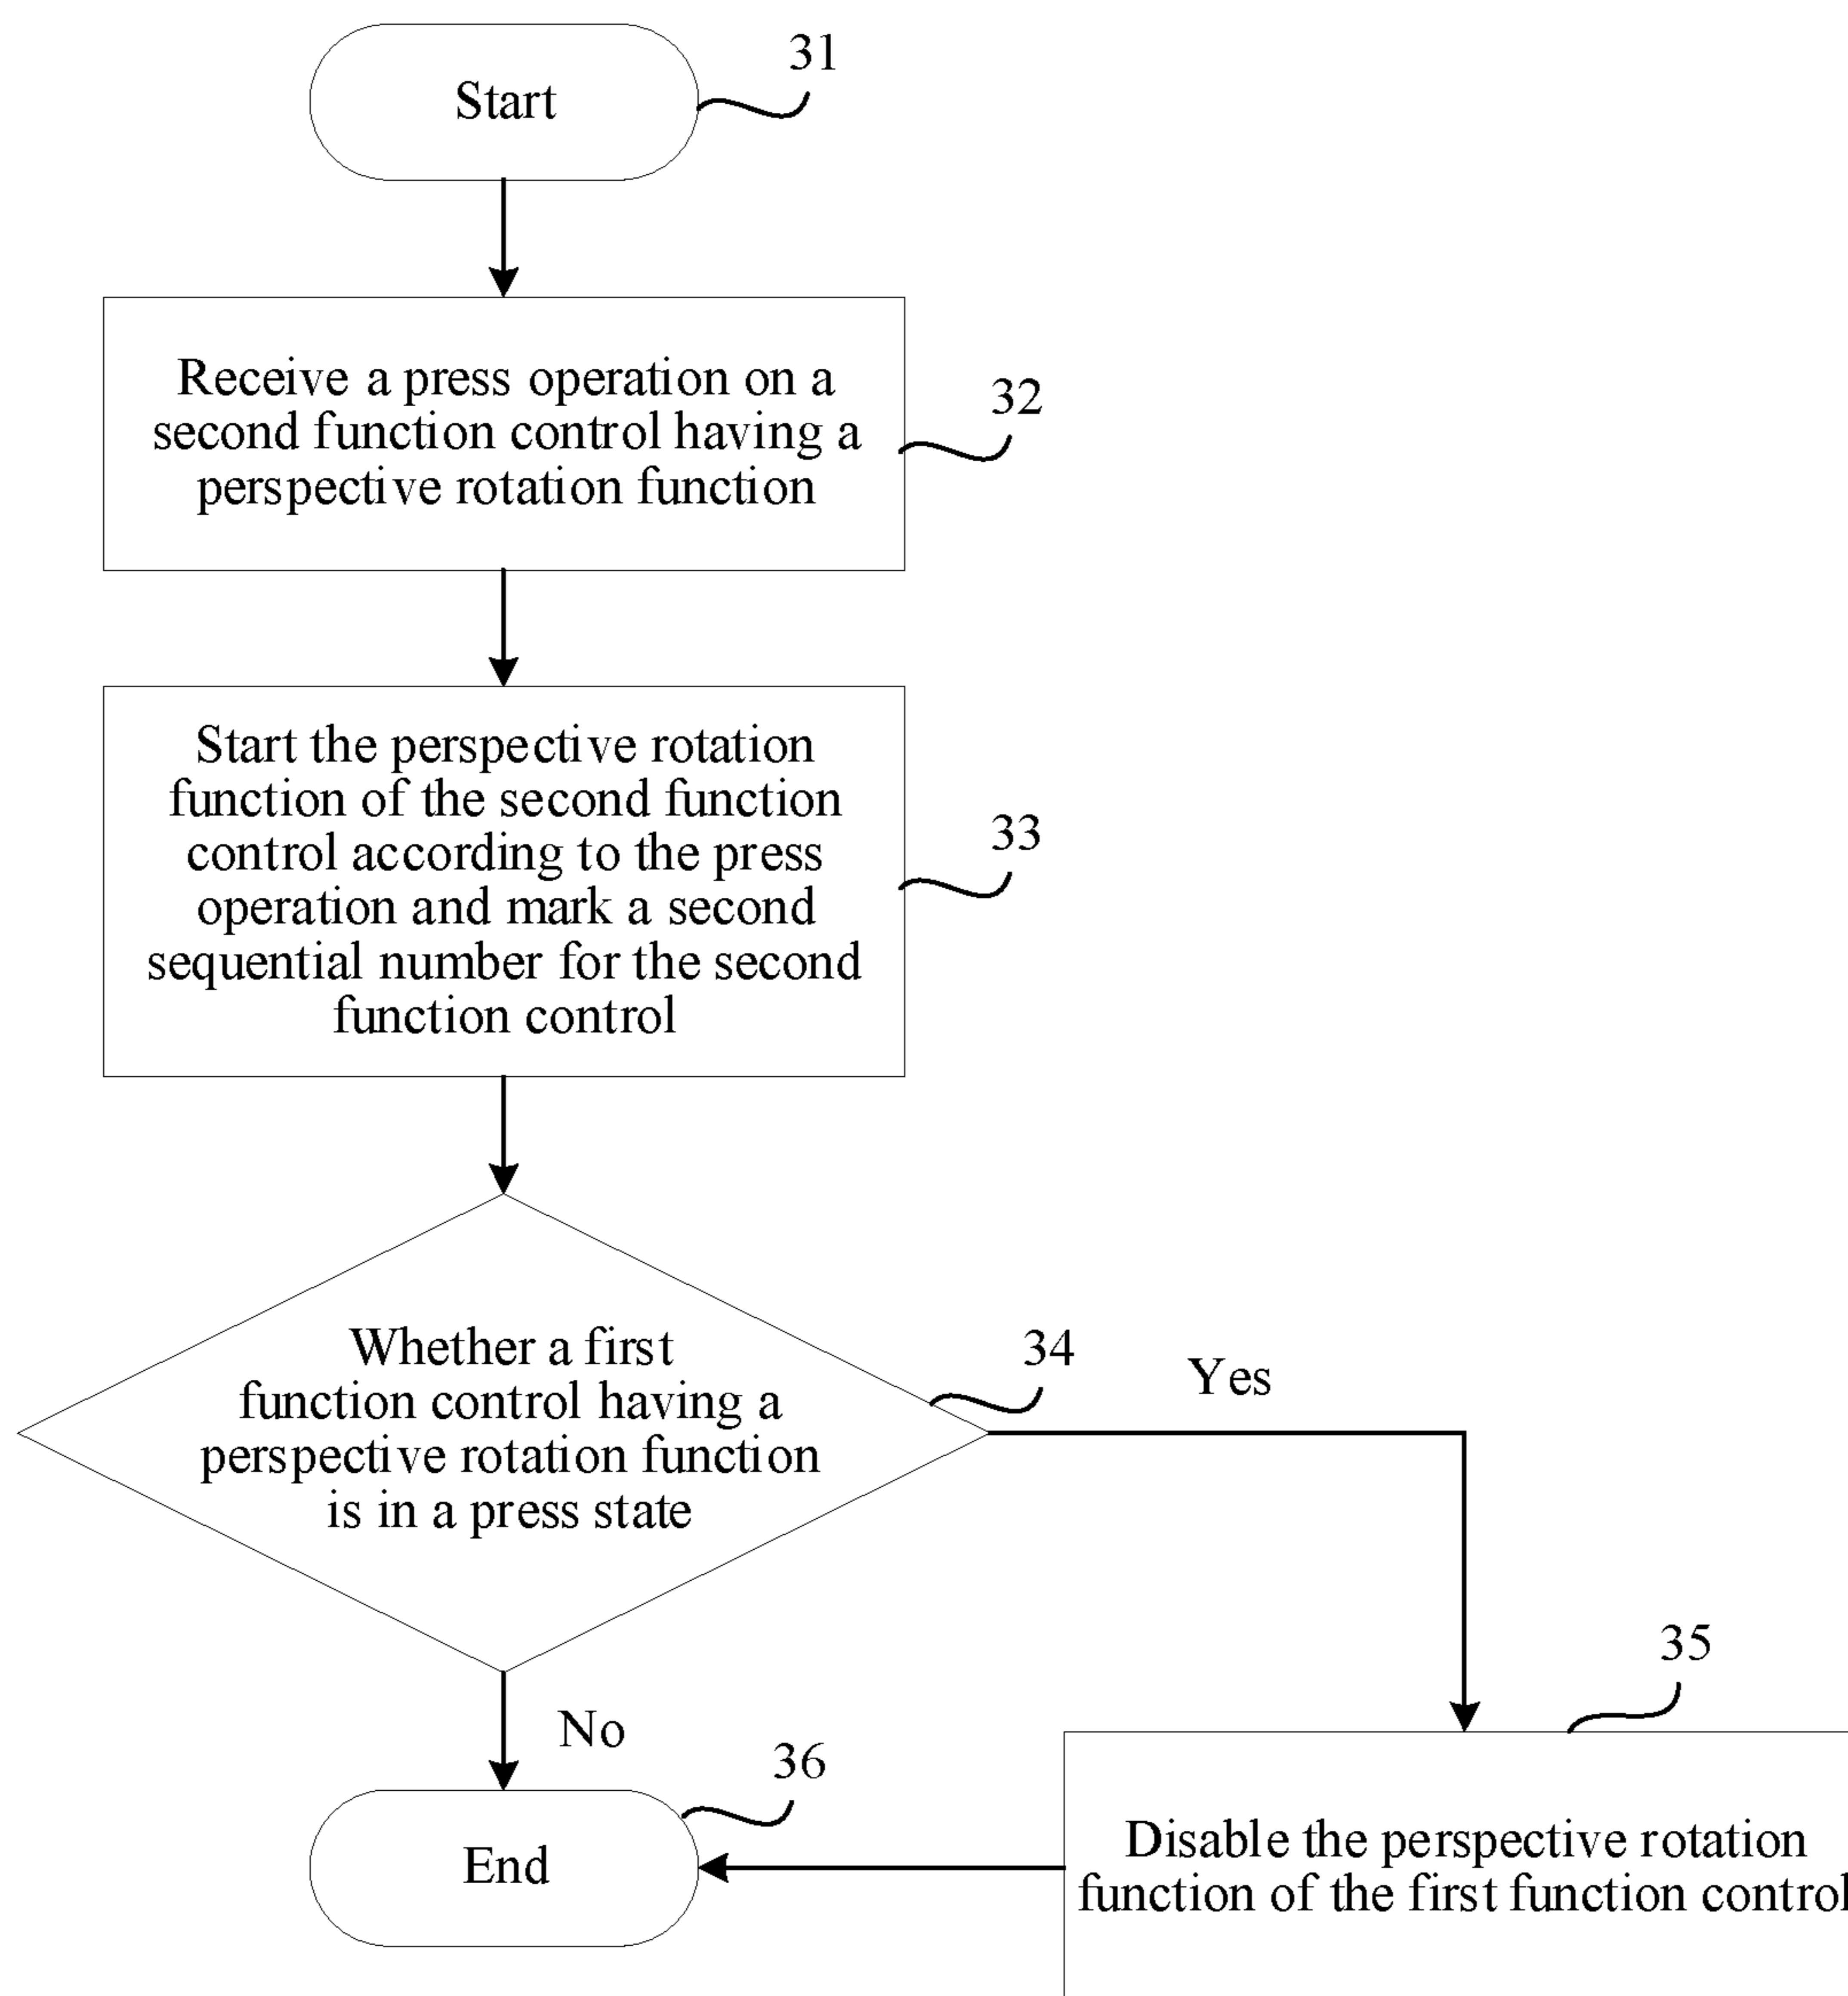 Start
31
Receive a press operation on a
second function control having a
perspective rotation function
32
Start the perspective rotation
function of the second function
control according to the press
operation and mark a second
sequential number for the second
function control
33
Whether a first
function control having a
perspective rotation function
is in a press state
34
Yes
No
35
Disable the perspective rotation
function of the first function control
36
End